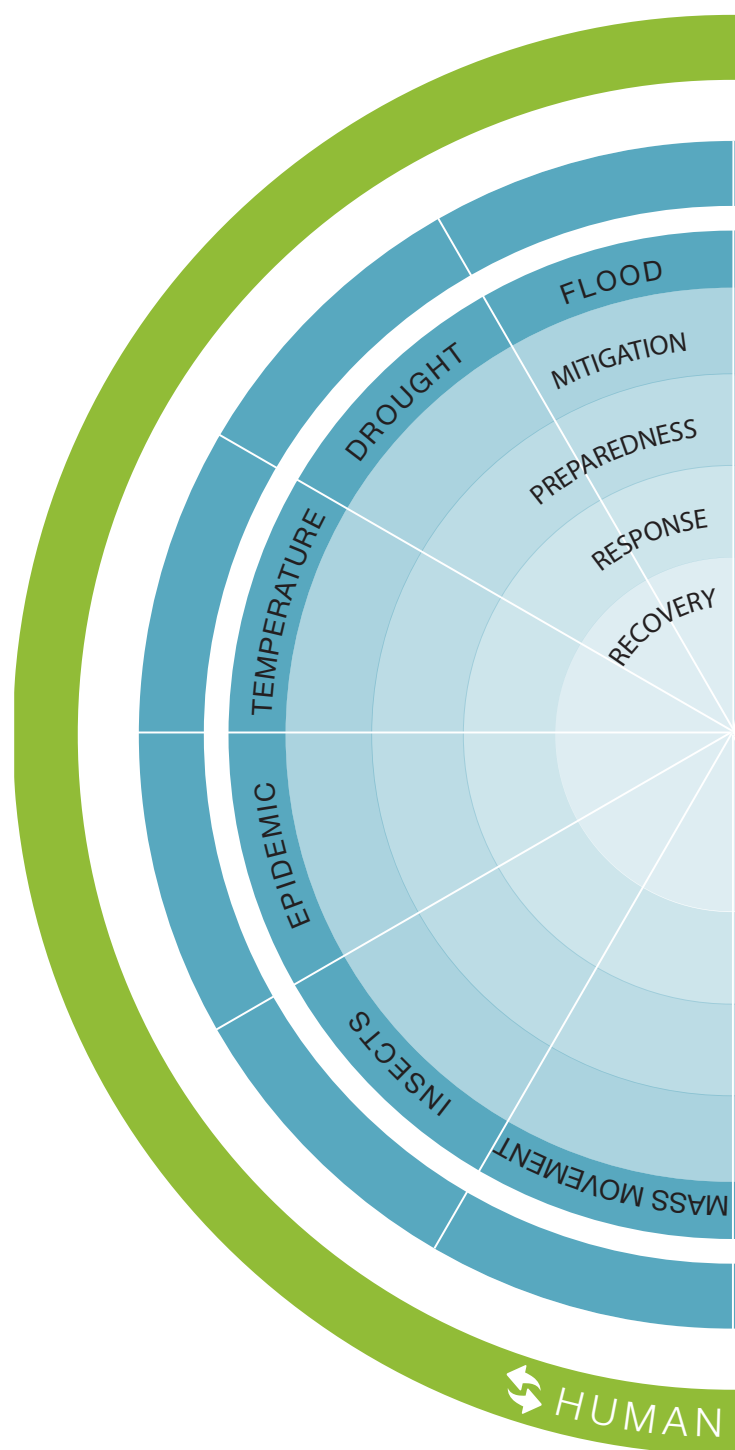 FLOOD
MITIGATION
PREPAREDNESS
RESPONSE
RECOVERY
DROUGHT
TEMPERATURE
EPIDEMIC
INSECTS
MASS MOVEMENT
HUMAN